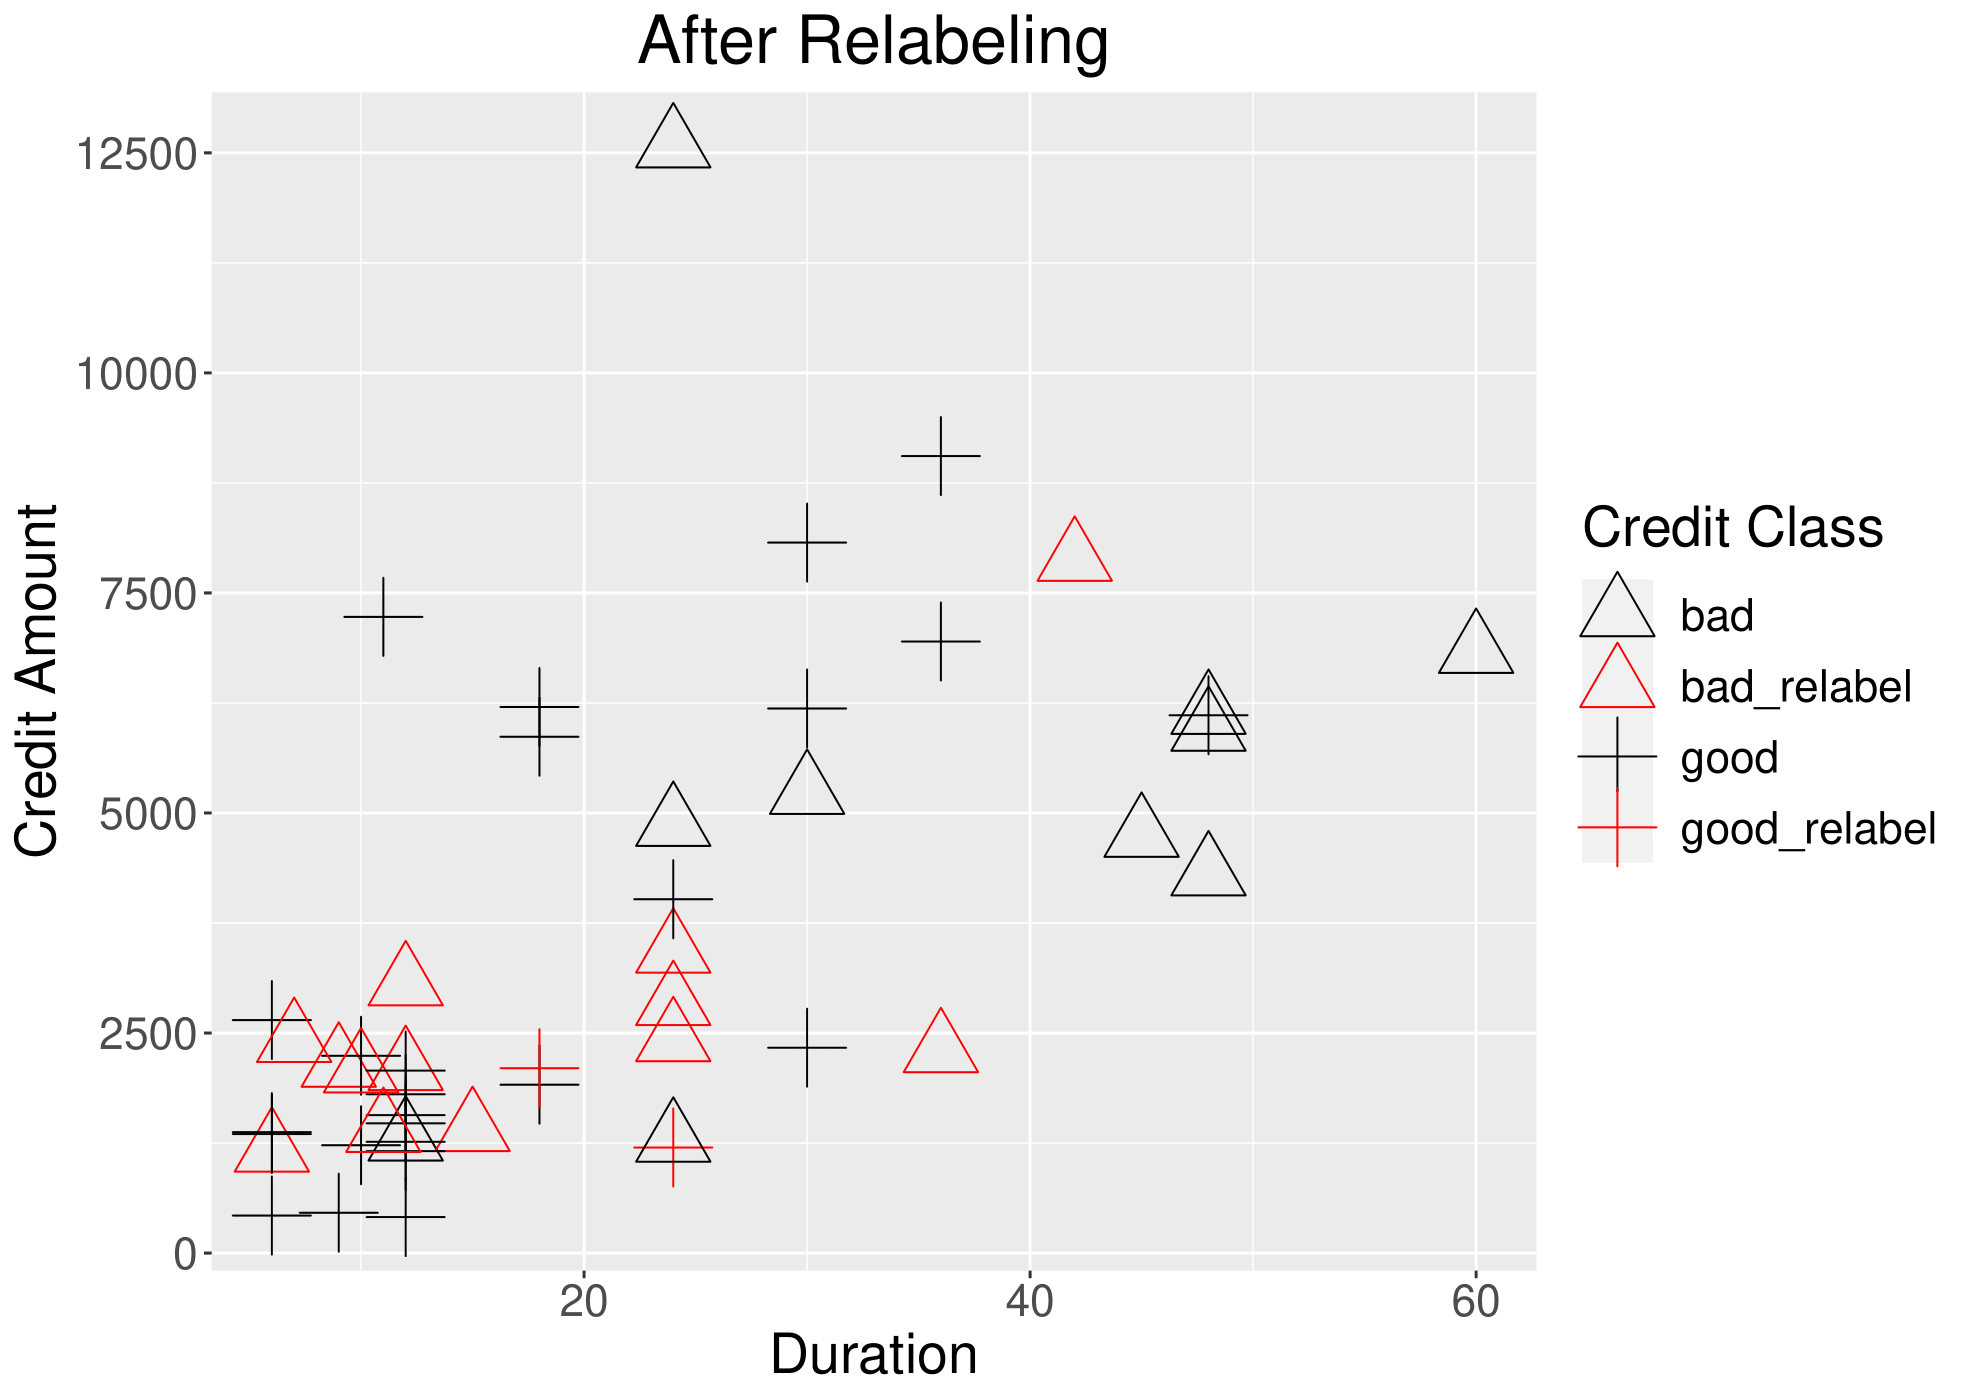 After Relabeling
12500
10000
7500
5000
2500
0
Credit Amount
20
40
60
Duration
Credit Class
bad
bad_relabel
good
good_relabel